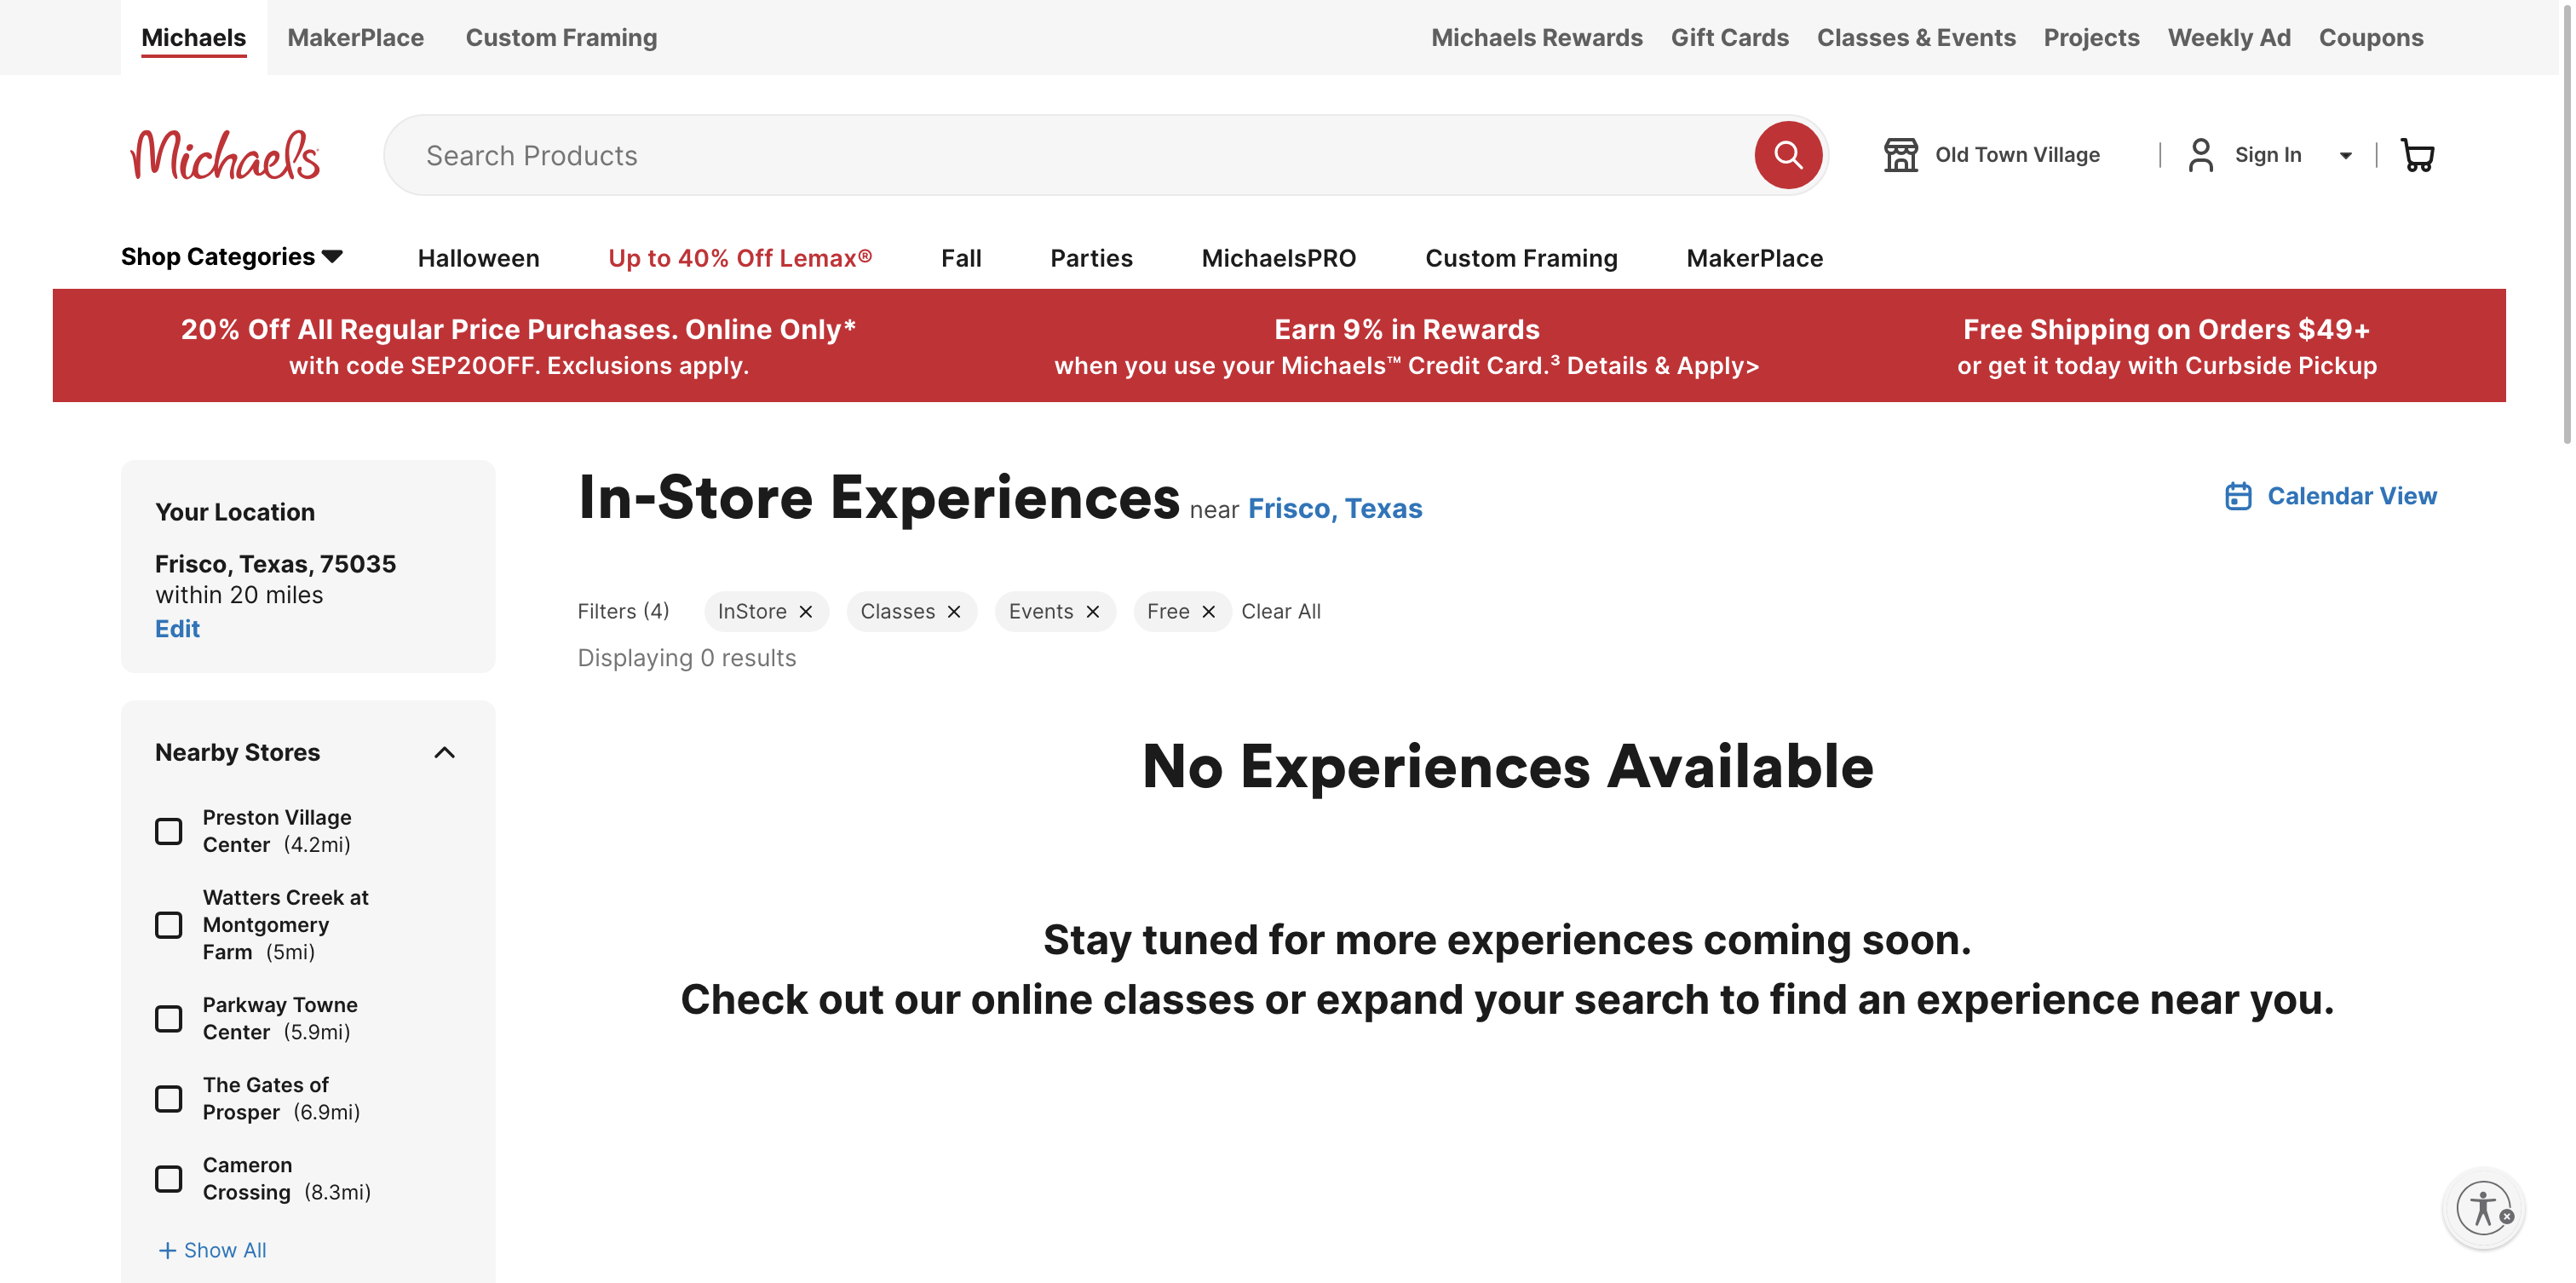 Michaels MakerPlace Custom Framing Michaels Rewards Gift Cards Classes & Events Projects Weekly Ad Coupons
Michaels Search Products Old Town Village Sign In
Shop Categories Halloween Up to 40% Off Lemax® Fall Parties MichaelsPRO Custom Framing MakerPlace
20% Off All Regular Price Purchases. Online Only*
with code SEP20OFF. Exclusions apply.
Earn 9% in Rewards
when you use your Michaels™ Credit Card.³ Details & Apply>
Free Shipping on Orders $49+
or get it today with Curbside Pickup
Your Location
Frisco, Texas, 75035
within 20 miles
Edit
Nearby Stores
Preston Village
Center (4.2mi)
Watters Creek at
Montgomery
Farm (5mi)
Parkway Towne
Center (5.9mi)
The Gates of
Prosper (6.9mi)
Cameron
Crossing (8.3mi)
+ Show All
In-Store Experiences near Frisco, Texas
Calendar View
Filters (4) InStore Classes Events Free Clear All
Displaying 0 results
No Experiences Available
Stay tuned for more experiences coming soon.
Check out our online classes or expand your search to find an experience near you.